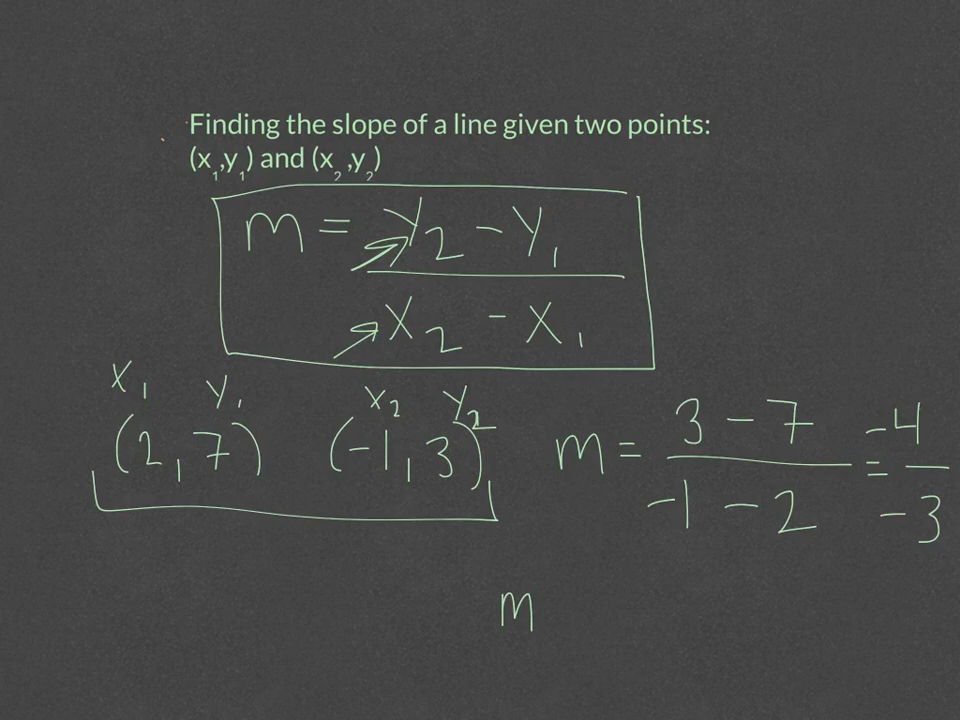 Finding the slope of a line given two points:
(x₁,y₁) and (x₂,y₂)
m = y₂ - y₁
x₂ - x₁
x₁ y₁ x₂ y₂
(2,7) (-1,3) m = 3 - 7 = -4
-1 - 2 -3
m